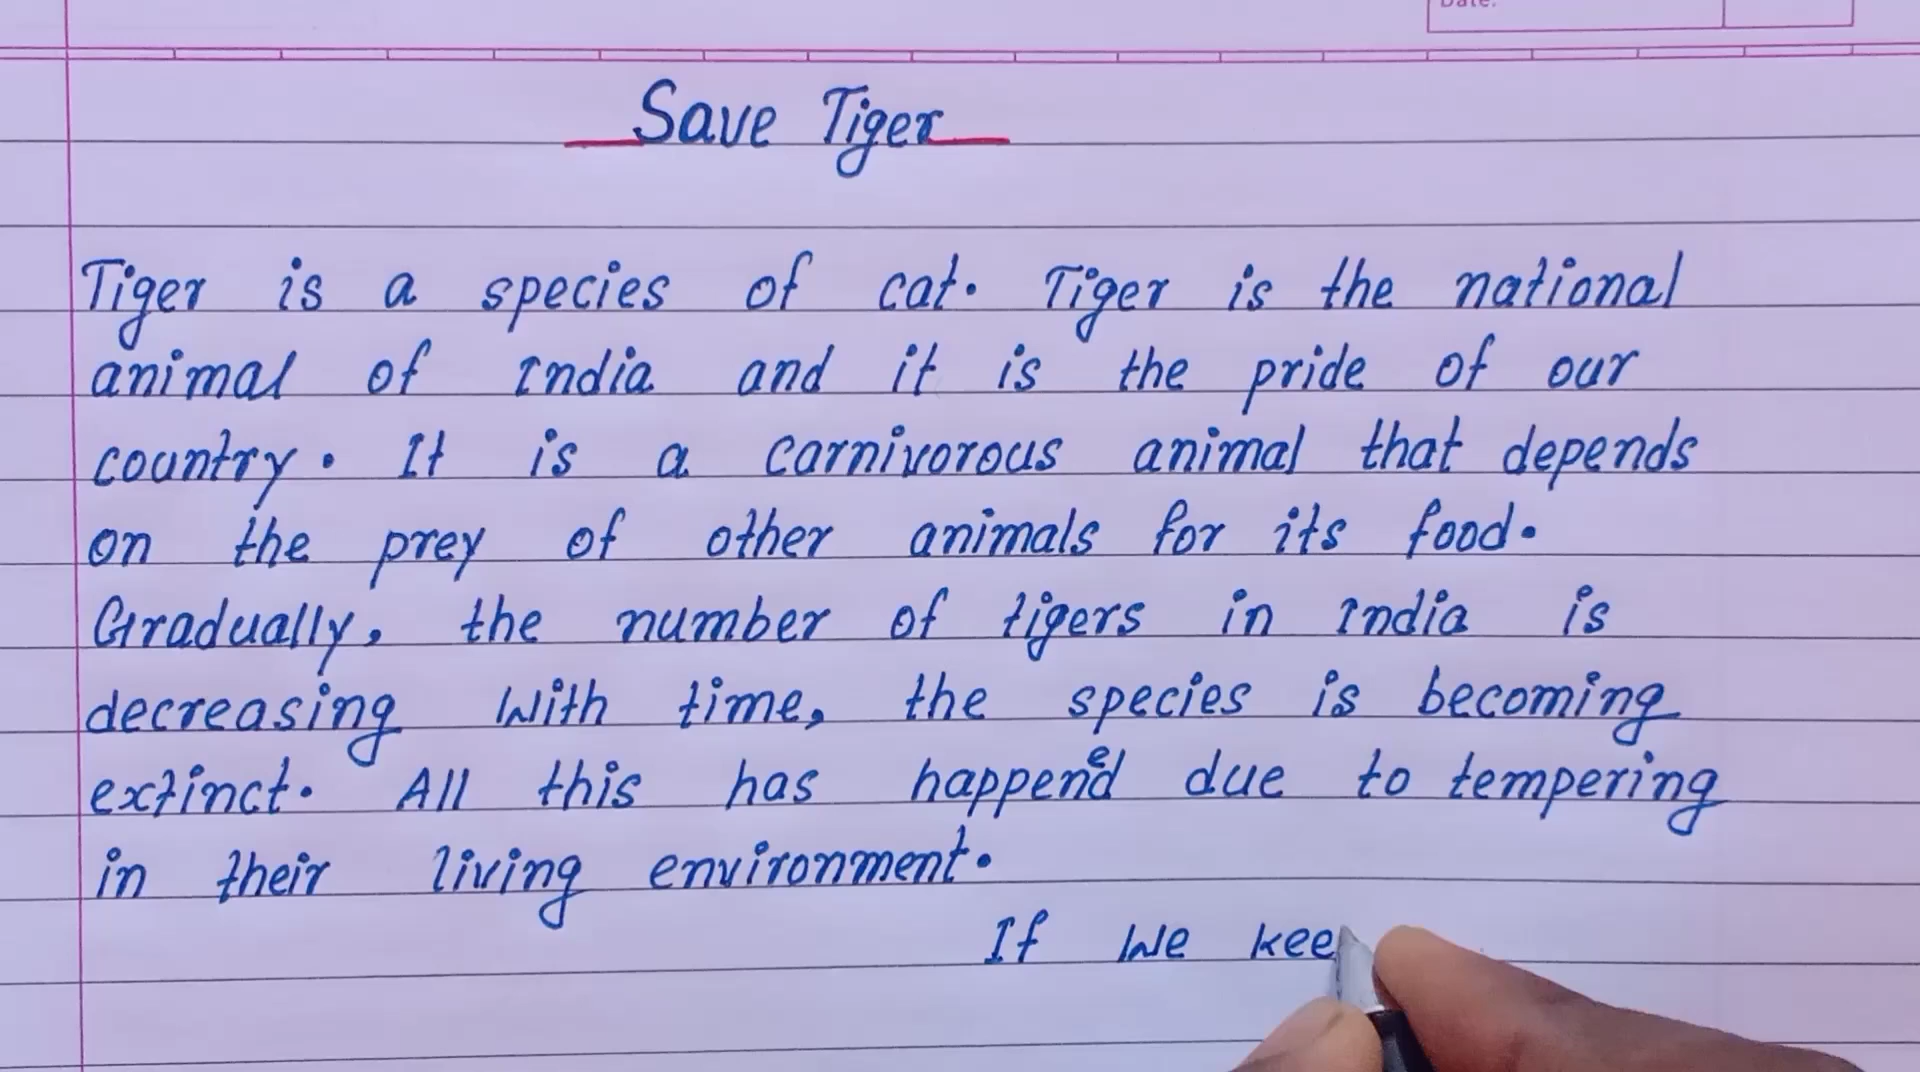 Date:
Save Tiger
Tiger is a species of cat. Tiger is the national
animal of India and it is the pride of our
country. It is a carnivorous animal that depends
on the prey of other animals for its food.
Gradually, the number of tigers in India is
decreasing with time, the species is becoming
extinct. All this has happened due to tempering
in their living environment.
If we kee